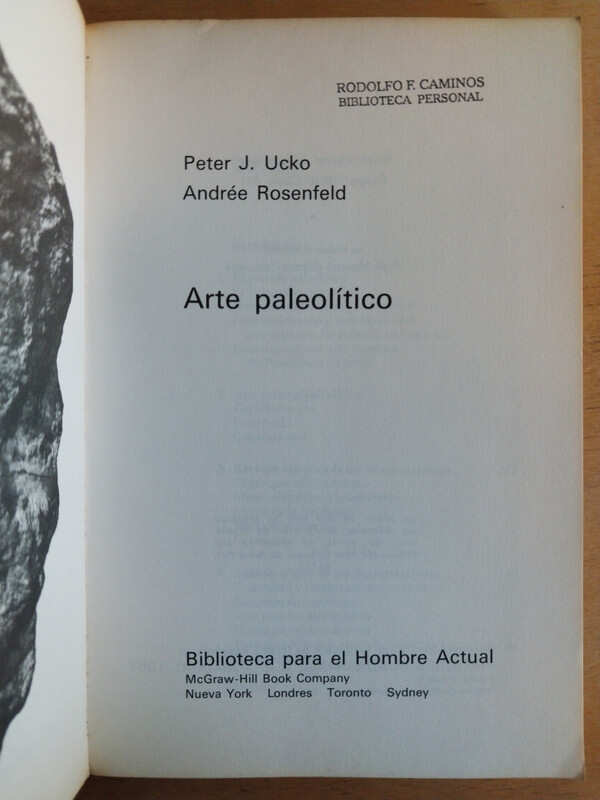 RODOLFO F. CAMINOS
BIBLIOTECA PERSONAL
Peter J. Ucko
Andrée Rosenfeld
Arte paleolítico
Biblioteca para el Hombre Actual
McGraw-Hill Book Company
Nueva York Londres Toronto Sydney